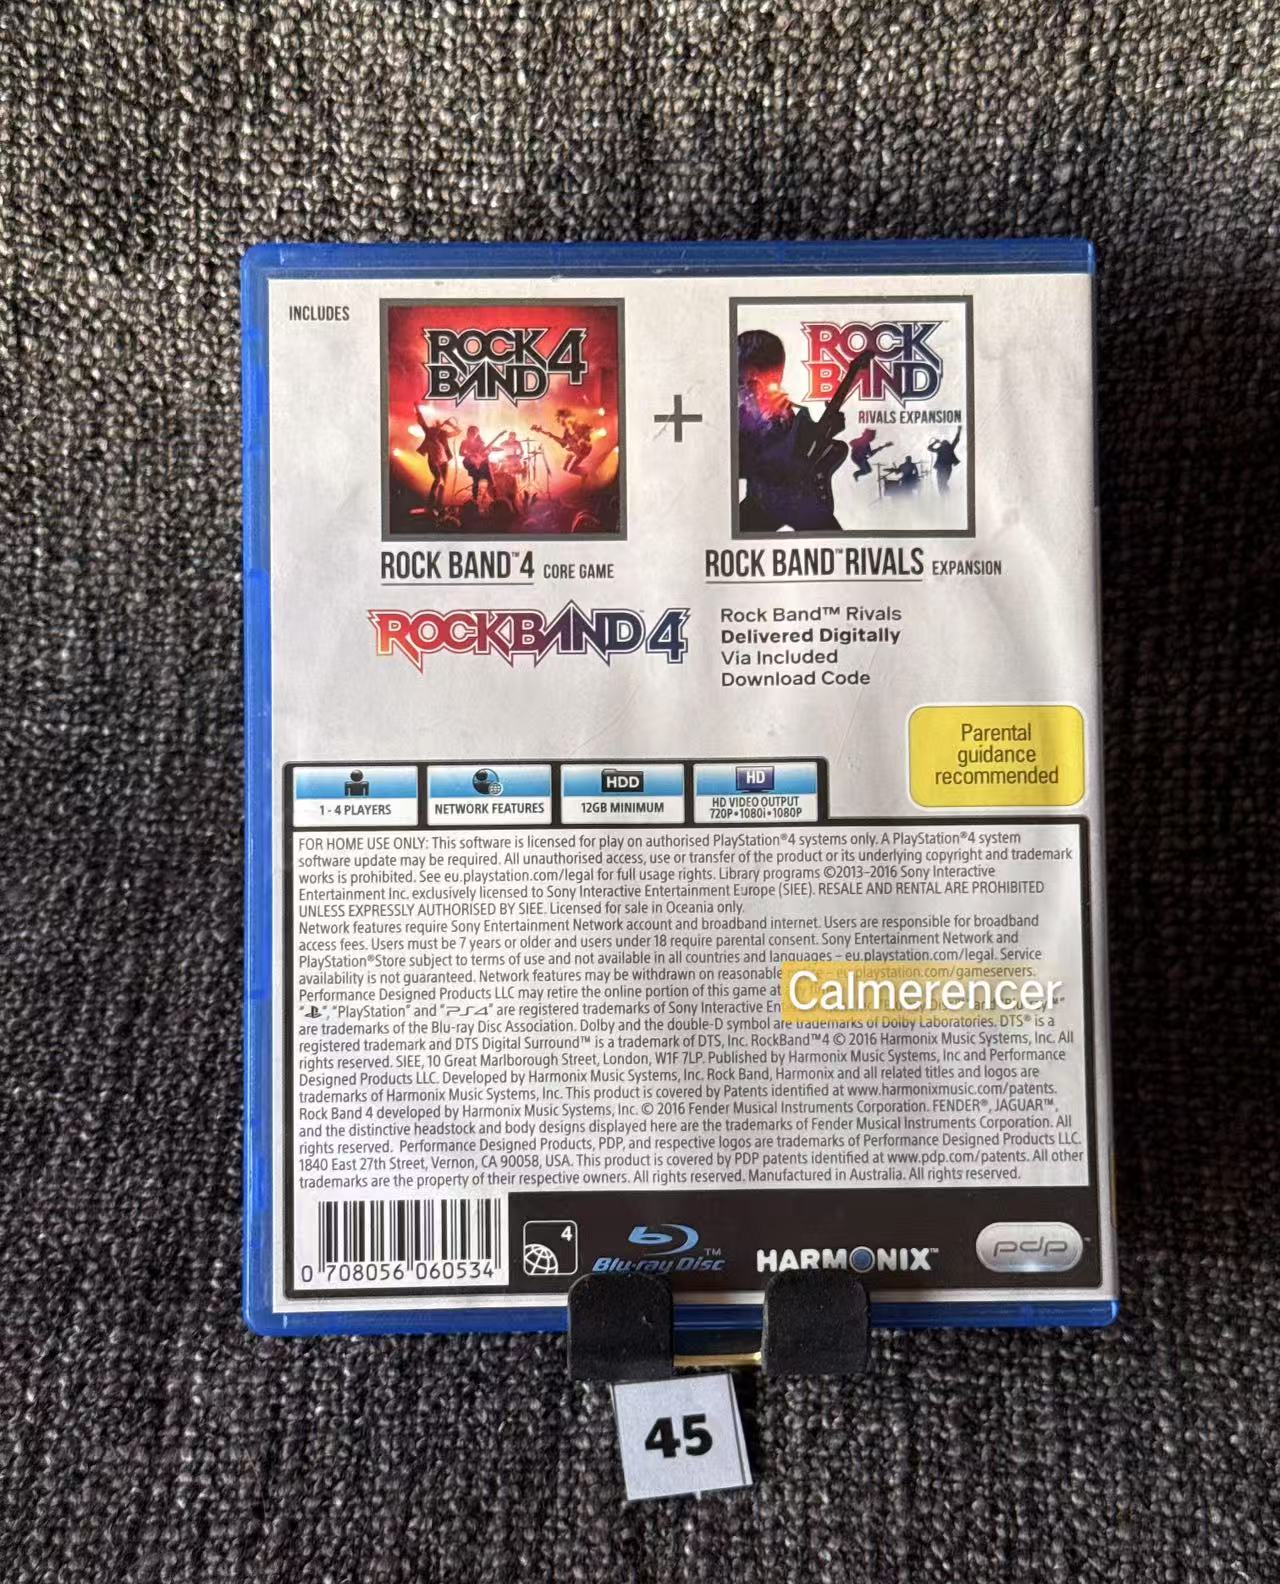 INCLUDES
ROCK BAND 4
ROCK BAND
RIVALS EXPANSION
+
ROCK BAND™4 CORE GAME
ROCK BAND™RIVALS EXPANSION
ROCKBAND 4
Rock Band™ Rivals
Delivered Digitally
Via Included
Download Code
Parental
guidance
recommended
1 - 4 PLAYERS
NETWORK FEATURES
HDD
12GB MINIMUM
HD
HD VIDEO OUTPUT
720P•1080i•1080P
FOR HOME USE ONLY: This software is licensed for play on authorised PlayStation®4 systems only. A PlayStation®4 system
software update may be required. All unauthorised access, use or transfer of the product or its underlying copyright and trademark
works is prohibited. See eu.playstation.com/legal for full usage rights. Library programs ©2013-2016 Sony Interactive
Entertainment Inc. exclusively licensed to Sony Interactive Entertainment Europe (SIEE). RESALE AND RENTAL ARE PROHIBITED
UNLESS EXPRESSLY AUTHORISED BY SIEE. Licensed for sale in Oceania only.
Network features require Sony Entertainment Network account and broadband internet. Users are responsible for broadband
access fees. Users must be 7 years or older and users under 18 require parental consent. Sony Entertainment Network and
PlayStation®Store subject to terms of use and not available in all countries and languages – eu.playstation.com/legal. Service
availability is not guaranteed. Network features may be withdrawn on reasonable – eu.playstation.com/gameservers.
Performance Designed Products LLC may retire the online portion of this game at
Calmerencer
"PlayStation" and "PS4" are registered trademarks of Sony Interactive
are trademarks of the Blu-ray Disc Association. Dolby and the double-D symbol are trademarks of Dolby Laboratories. DTS® is a
registered trademark and DTS Digital Surround™ is a trademark of DTS, Inc. RockBand™4 © 2016 Harmonix Music Systems, Inc. All
rights reserved. SIEE, 10 Great Marlborough Street, London, W1F 7LP. Published by Harmonix Music Systems, Inc and Performance
Designed Products LLC. Developed by Harmonix Music Systems, Inc. Rock Band, Harmonix and all related titles and logos are
trademarks of Harmonix Music Systems, Inc. This product is covered by Patents identified at www.harmonixmusic.com/patents.
Rock Band 4 developed by Harmonix Music Systems, Inc. © 2016 Fender Musical Instruments Corporation. FENDER®, JAGUAR™,
and the distinctive headstock and body designs displayed here are the trademarks of Fender Musical Instruments Corporation. All
rights reserved. Performance Designed Products, PDP, and respective logos are trademarks of Performance Designed Products LLC.
1840 East 27th Street, Vernon, CA 90058, USA. This product is covered by PDP patents identified at www.pdp.com/patents. All other
trademarks are the property of their respective owners. All rights reserved. Manufactured in Australia. All rights reserved.
0 708056 060534
4
Blu-ray Disc™
HARMONIX™
pdp™
45